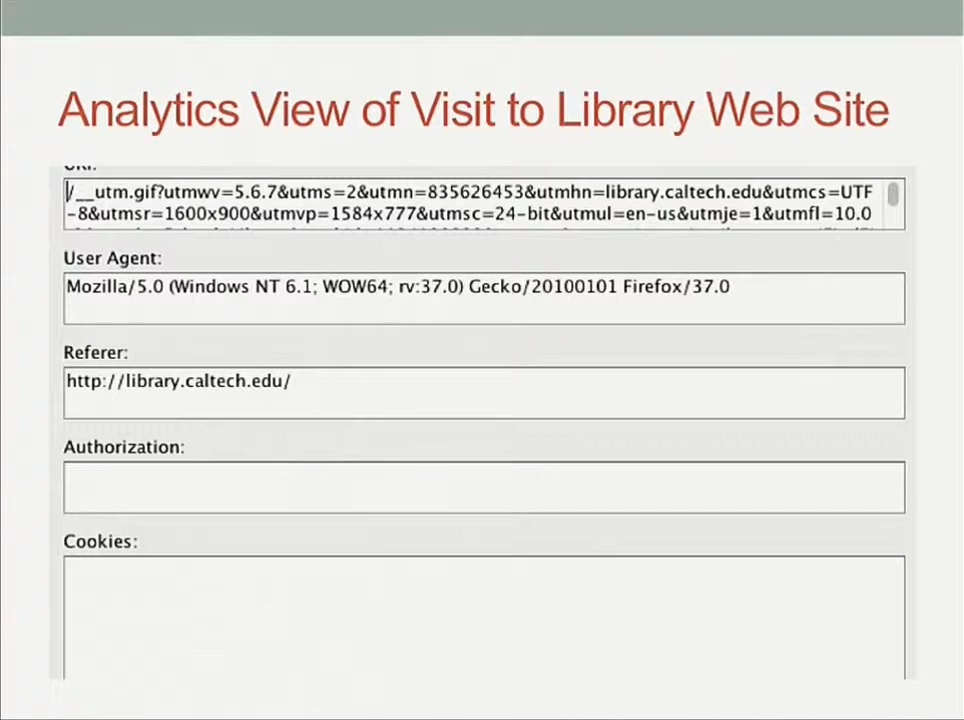 Analytics View of Visit to Library Web Site
URI:
/__utm.gif?utmwv=5.6.7&utms=2&utmn=835626453&utmhn=library.caltech.edu&utmcs=UTF
-8&utmsr=1600x900&utmvp=1584x777&utmsc=24-bit&utmul=en-us&utmje=1&utmfl=10.0
User Agent:
Mozilla/5.0 (Windows NT 6.1; WOW64; rv:37.0) Gecko/20100101 Firefox/37.0
Referer:
http://library.caltech.edu/
Authorization:
Cookies: